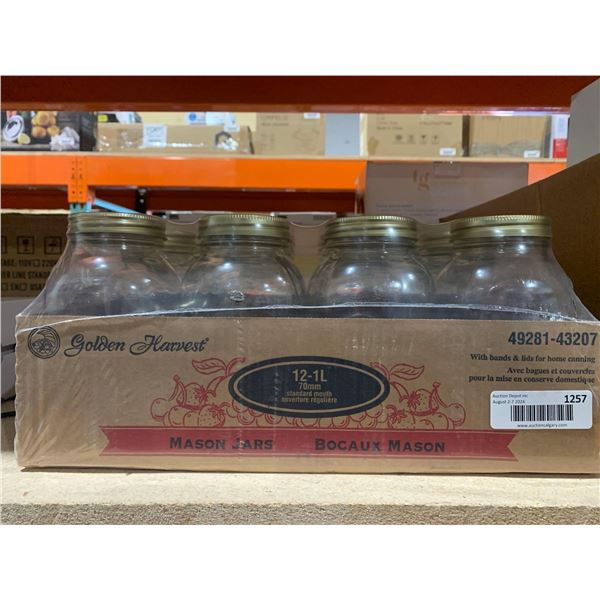 Golden Harvest®
49281-43207
With bands & lids for home canning
Avec bagues et couvercles
pour la mise en conserve domestique
12-1L
70mm
standard mouth
ouverture régulière
MASON JARS BOCAUX MASON
Auction Depot Inc
August 2-7 2024
1257
www.auctioncalgary.com